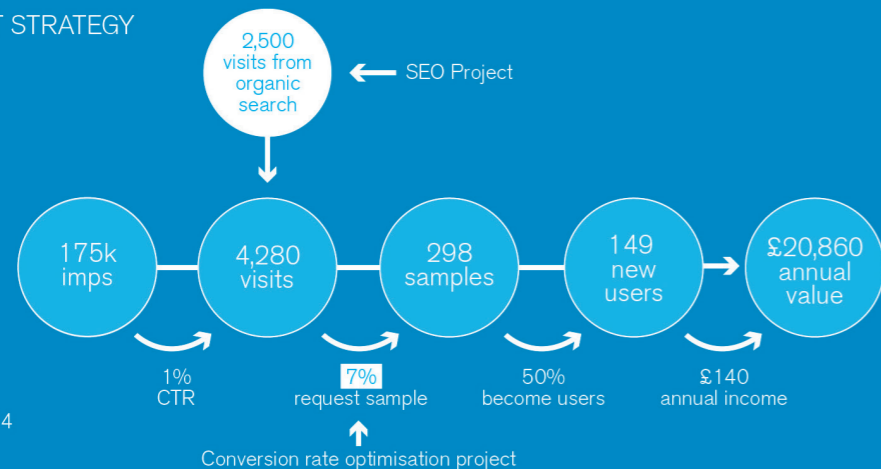 T STRATEGY
2,500
visits from
organic
search
SEO Project
175k
imps
4,280
visits
298
samples
149
new
users
£20,860
annual
value
1%
CTR
7%
request sample
50%
become users
£140
annual income
4
Conversion rate optimisation project